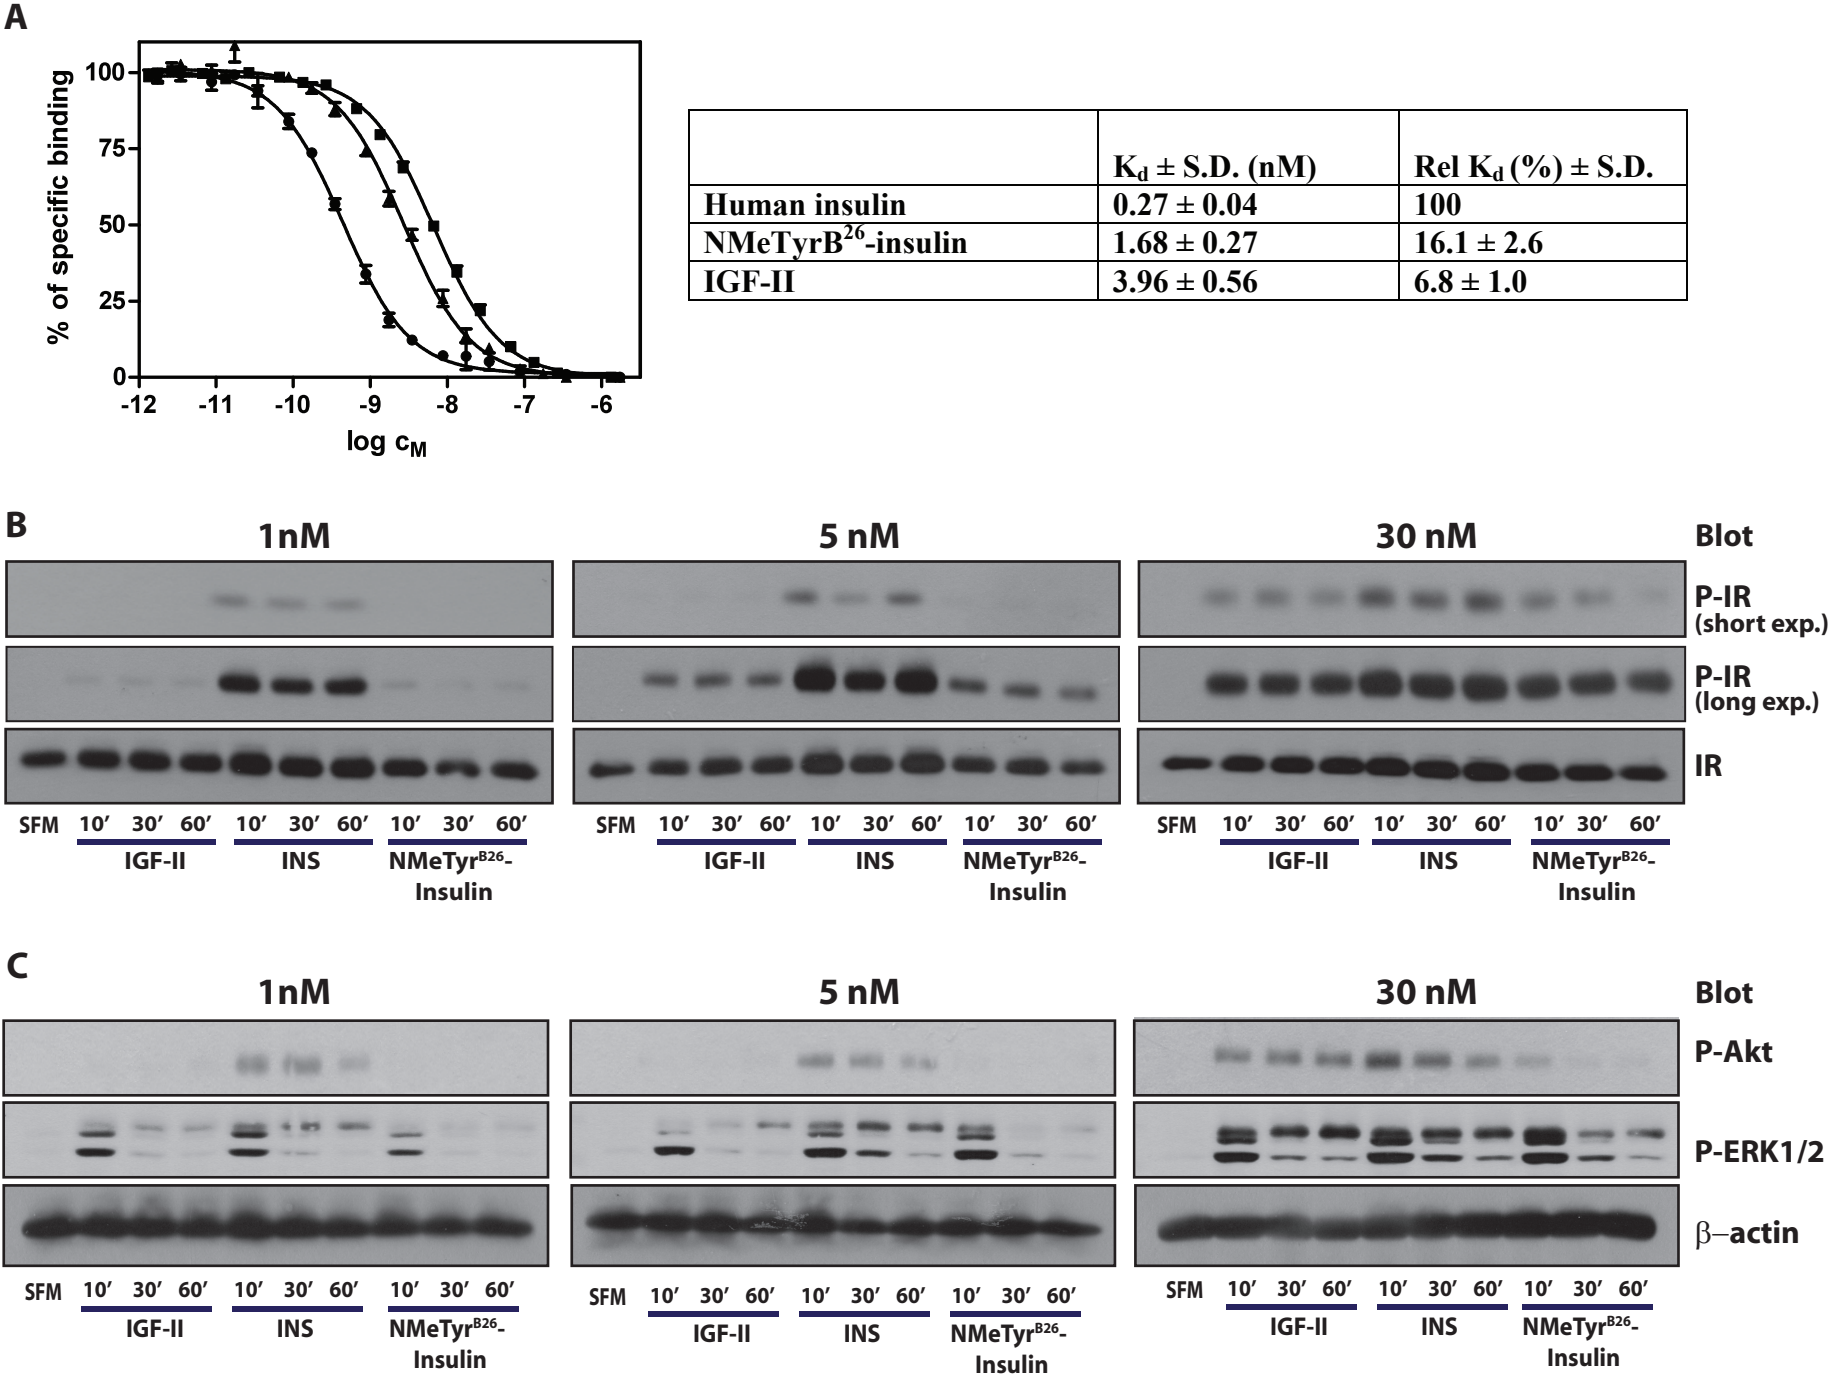 A
% of specific binding
100
75
50
25
0
-12 -11 -10 -9 -8 -7 -6
log cM
Kd ± S.D. (nM) Rel Kd (%) ± S.D.
Human insulin 0.27 ± 0.04 100
NMeTyrB26-insulin 1.68 ± 0.27 16.1 ± 2.6
IGF-II 3.96 ± 0.56 6.8 ± 1.0
B
1nM 5 nM 30 nM Blot
P-IR
(short exp.)
P-IR
(long exp.)
IR
SFM 10′ 30′ 60′ 10′ 30′ 60′ 10′ 30′ 60′ SFM 10′ 30′ 60′ 10′ 30′ 60′ 10′ 30′ 60′ SFM 10′ 30′ 60′ 10′ 30′ 60′ 10′ 30′ 60′
IGF-II INS NMeTyrB26- IGF-II INS NMeTyrB26- IGF-II INS NMeTyrB26-
Insulin Insulin Insulin
C
1nM 5 nM 30 nM Blot
P-Akt
P-ERK1/2
β–actin
SFM 10′ 30′ 60′ 10′ 30′ 60′ 10′ 30′ 60′ SFM 10′ 30′ 60′ 10′ 30′ 60′ 10′ 30′ 60′ SFM 10′ 30′ 60′ 10′ 30′ 60′ 10′ 30′ 60′
IGF-II INS NMeTyrB26- IGF-II INS NMeTyrB26- IGF-II INS NMeTyrB26-
Insulin Insulin Insulin